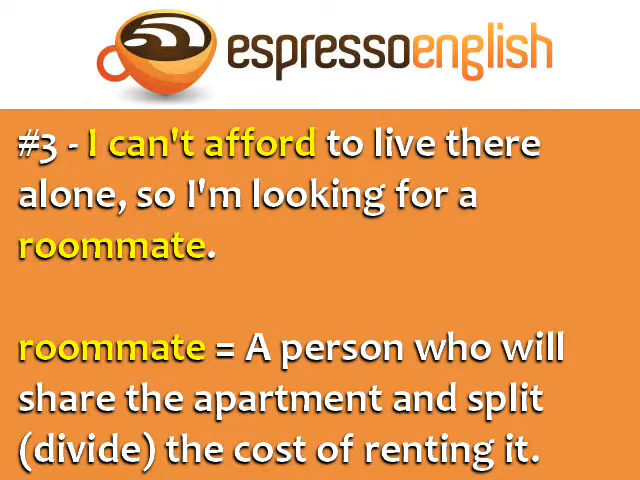 espressoenglish
#3 - I can't afford to live there
alone, so I'm looking for a
roommate.
roommate = A person who will
share the apartment and split
(divide) the cost of renting it.